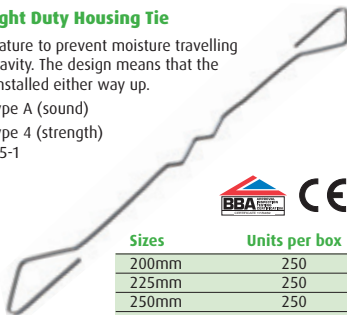 ght Duty Housing Tie
ature to prevent moisture travelling
avity. The design means that the
nstalled either way up.
ype A (sound)
ype 4 (strength)
5-1
BBA
CE
Sizes Units per box
200mm 250
225mm 250
250mm 250